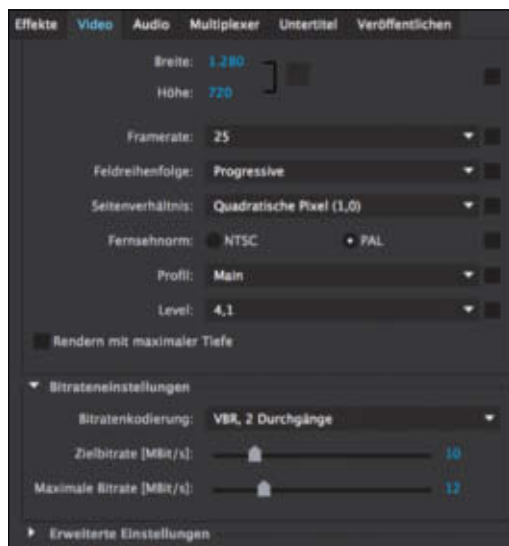 Effekte Video Audio Multiplexer Untertitel Veröffentlichen
Breite: 1.280
Höhe: 720
Framerate: 25
Feldreihenfolge: Progressive
Seitenverhältnis: Quadratische Pixel (1,0)
Fernsehnorm: NTSC PAL
Profil: Main
Level: 4,1
Rendern mit maximaler Tiefe
Bitrateneinstellungen
Bitratenkodierung: VBR, 2 Durchgänge
Zielbitrate [MBit/s]: 10
Maximale Bitrate [MBit/s]: 12
Erweiterte Einstellungen